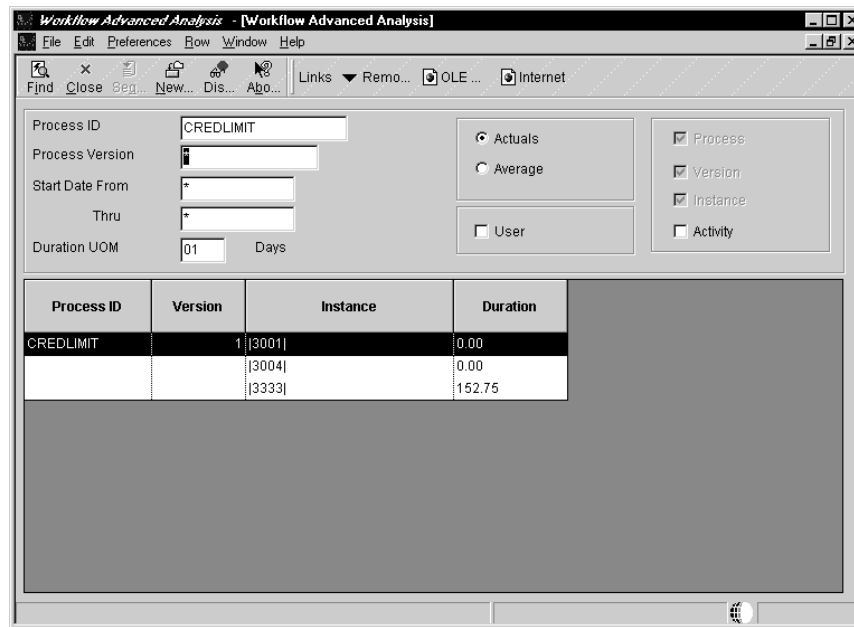 Workflow Advanced Analysis - [Workflow Advanced Analysis]
File Edit Preferences Row Window Help
Find Close Seq... New... Dis... Abo... Links Remo... OLE ... Internet
Process ID CREDLIMIT
Process Version *
Start Date From *
Thru *
Duration UOM 01 Days
Actuals
Average
User
Process
Version
Instance
Activity
Process ID Version Instance Duration
CREDLIMIT 1 |3001| 0.00
|3004| 0.00
|3333| 152.75